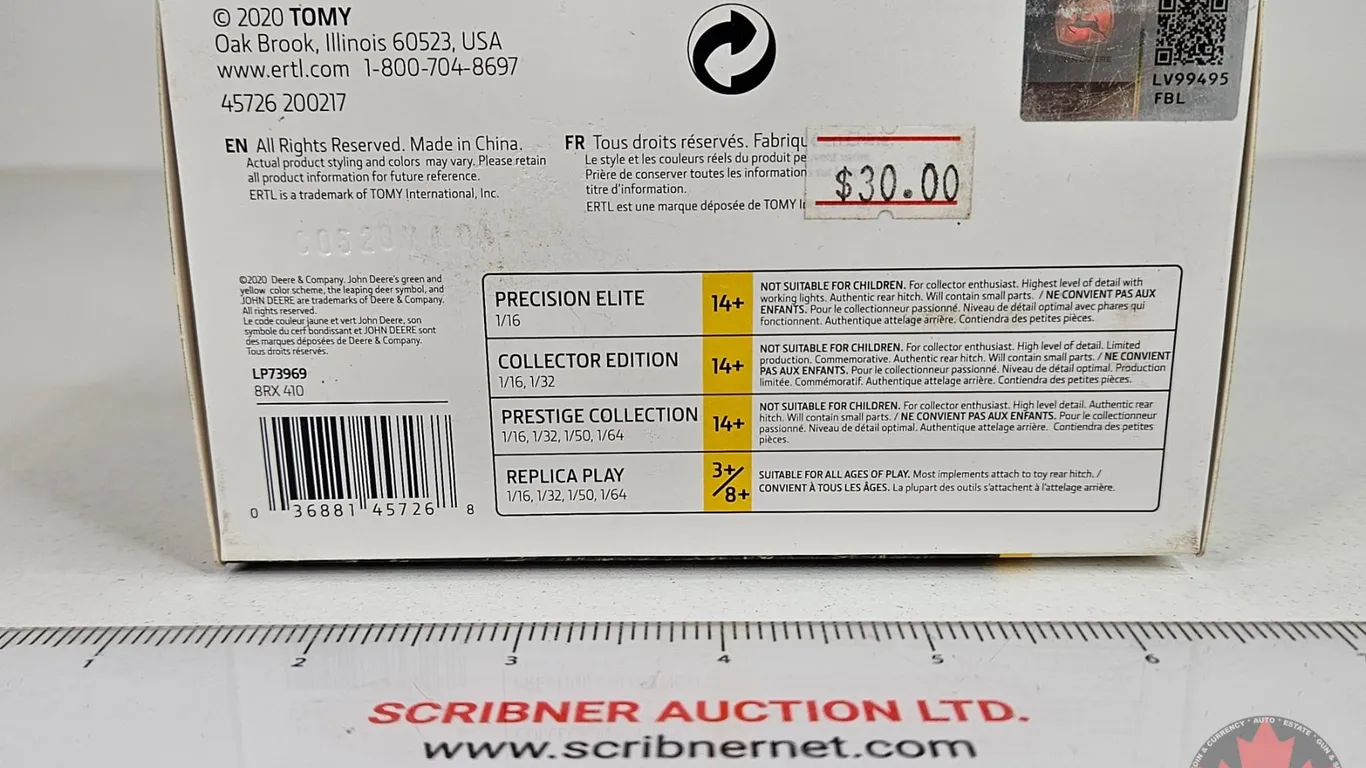 © 2020 TOMY
Oak Brook, Illinois 60523, USA
www.ertl.com 1-800-704-8697
45726 200217
LV99495
FBL
EN All Rights Reserved. Made in China.
Actual product styling and colors may vary. Please retain
all product information for future reference.
ERTL is a trademark of TOMY International, Inc.
FR Tous droits réservés. Fabriqu
Le style et les couleurs réels du produit pe
Prière de conserver toutes les information
titre d'information.
ERTL est une marque déposée de TOMY I
$30.00
©2020 Deere & Company. John Deere's green and
yellow color scheme, the leaping deer symbol, and
JOHN DEERE are trademarks of Deere & Company.
All rights reserved.
Le code couleur jaune et vert John Deere, son
symbole du cerf bondissant et JOHN DEERE sont
des marques déposées de Deere & Company.
Tous droits réservés.
LP73969
8RX 410
0 36881 45726 8
PRECISION ELITE
1/16
14+
NOT SUITABLE FOR CHILDREN. For collector enthusiast. Highest level of detail with
working lights. Authentic rear hitch. Will contain small parts. / NE CONVIENT PAS AUX
ENFANTS. Pour le collectionneur passionné. Niveau de détail optimal avec phares qui
fonctionnent. Authentique attelage arrière. Contiendra des petites pièces.
COLLECTOR EDITION
1/16, 1/32
14+
NOT SUITABLE FOR CHILDREN. For collector enthusiast. High level of detail. Limited
production. Commemorative. Authentic rear hitch. Will contain small parts. / NE CONVIENT
PAS AUX ENFANTS. Pour le collectionneur passionné. Niveau de détail optimal. Production
limitée. Commémoratif. Authentique attelage arrière. Contiendra des petites pièces.
PRESTIGE COLLECTION
1/16, 1/32, 1/50, 1/64
14+
NOT SUITABLE FOR CHILDREN. For collector enthusiast. High level detail. Authentic rear
hitch. Will contain small parts. / NE CONVIENT PAS AUX ENFANTS. Pour le collectionneur
passionné. Niveau de détail optimal. Authentique attelage arrière. Contiendra des petites
pièces.
REPLICA PLAY
1/16, 1/32, 1/50, 1/64
3+/8+
SUITABLE FOR ALL AGES OF PLAY. Most implements attach to toy rear hitch. /
CONVIENT À TOUS LES ÂGES. La plupart des outils s'attachent à l'attelage arrière.
1 2 3 4 5 6
SCRIBNER AUCTION LTD.
www.scribnernet.com
& CURRENCY • AUTO • ESTATE • GUN &